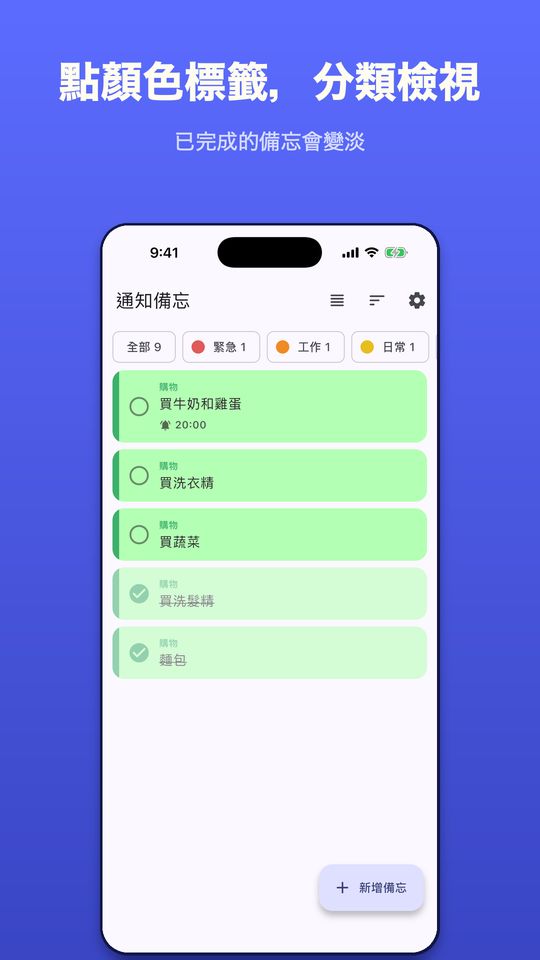 點顏色標籤，分類檢視
已完成的備忘會變淡
9:41
通知備忘
全部 9
緊急 1
工作 1
日常 1
購物
買牛奶和雞蛋
20:00
購物
買洗衣精
購物
買蔬菜
購物
買洗髮精
購物
麵包
+ 新增備忘